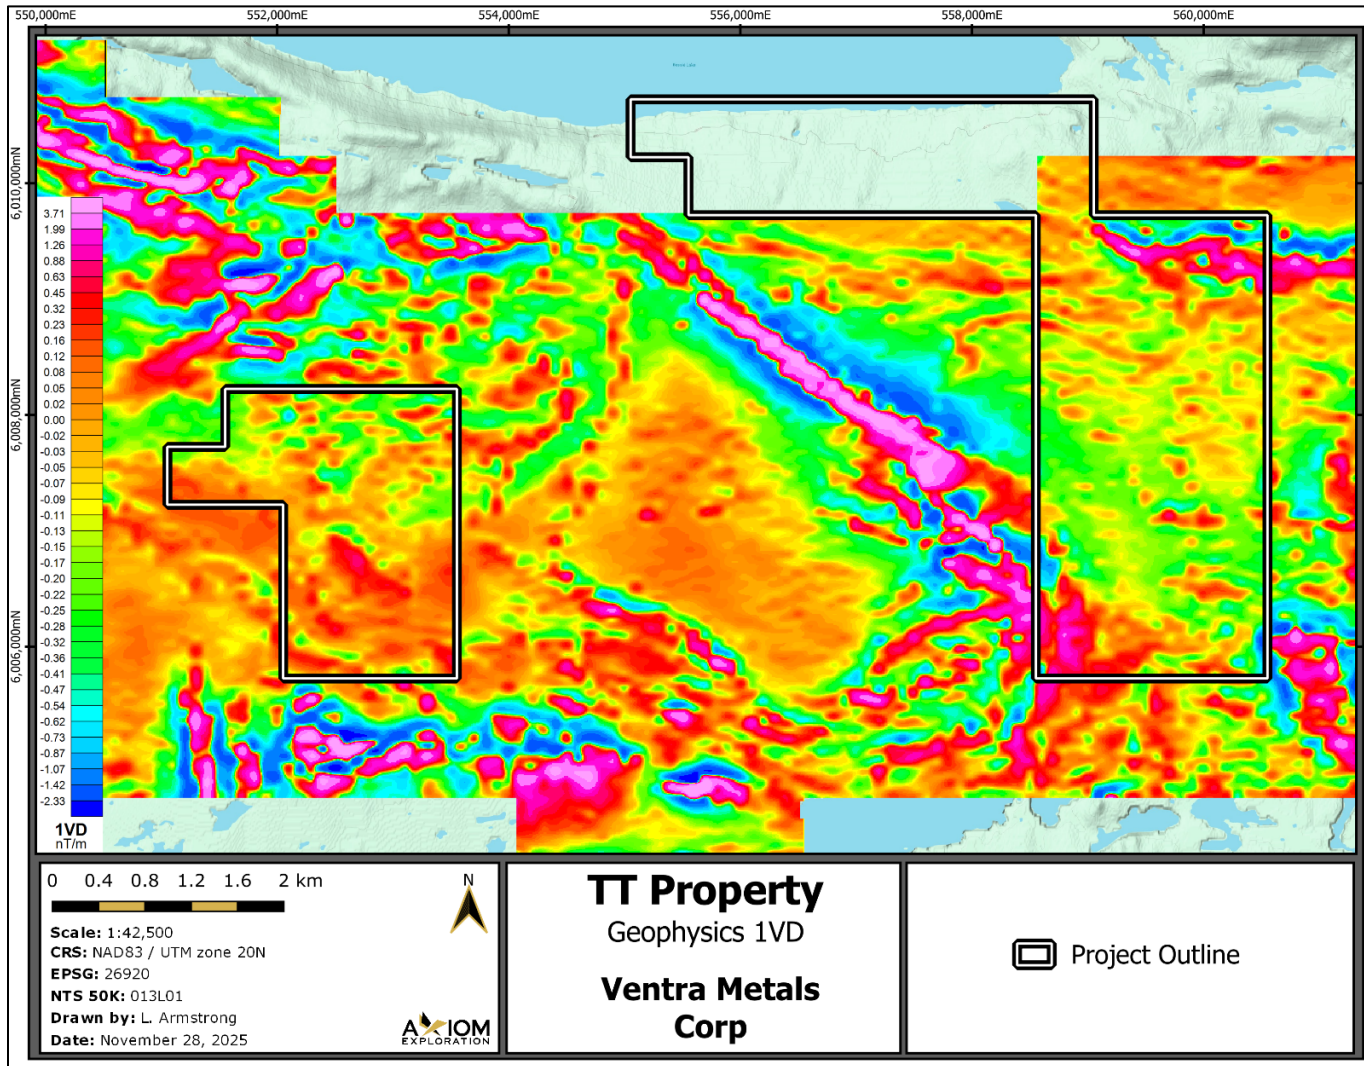 550,000mE 552,000mE 554,000mE 556,000mE 558,000mE 560,000mE
6,010,000mN
6,008,000mN
6,006,000mN
3.71
1.99
1.26
0.88
0.63
0.45
0.32
0.23
0.16
0.12
0.08
0.05
0.02
0.00
-0.02
-0.03
-0.05
-0.07
-0.09
-0.11
-0.13
-0.15
-0.17
-0.20
-0.22
-0.25
-0.28
-0.32
-0.36
-0.41
-0.47
-0.54
-0.62
-0.73
-0.87
-1.07
-1.42
-2.33
1VD
nT/m
0 0.4 0.8 1.2 1.6 2 km
N
Scale: 1:42,500
CRS: NAD83 / UTM zone 20N
EPSG: 26920
NTS 50K: 013L01
Drawn by: L. Armstrong
Date: November 28, 2025
AXIOM
EXPLORATION
TT Property
Geophysics 1VD
Ventra Metals
Corp
Project Outline